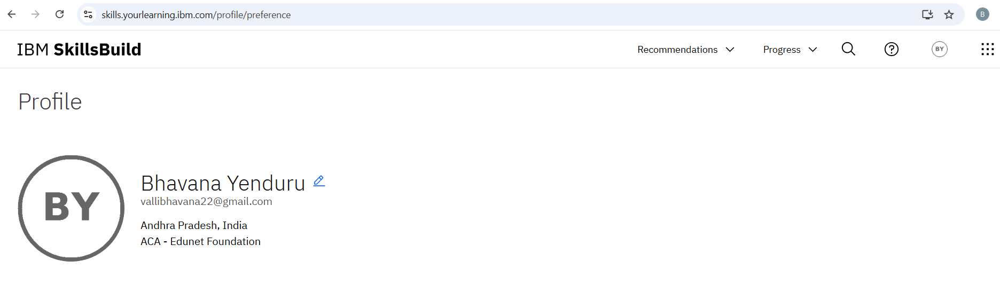 skills.yourlearning.ibm.com/profile/preference
B
IBM SkillsBuild
Recommendations
Progress
BY
Profile
BY
Bhavana Yenduru
vallibhavana22@gmail.com
Andhra Pradesh, India
ACA - Edunet Foundation